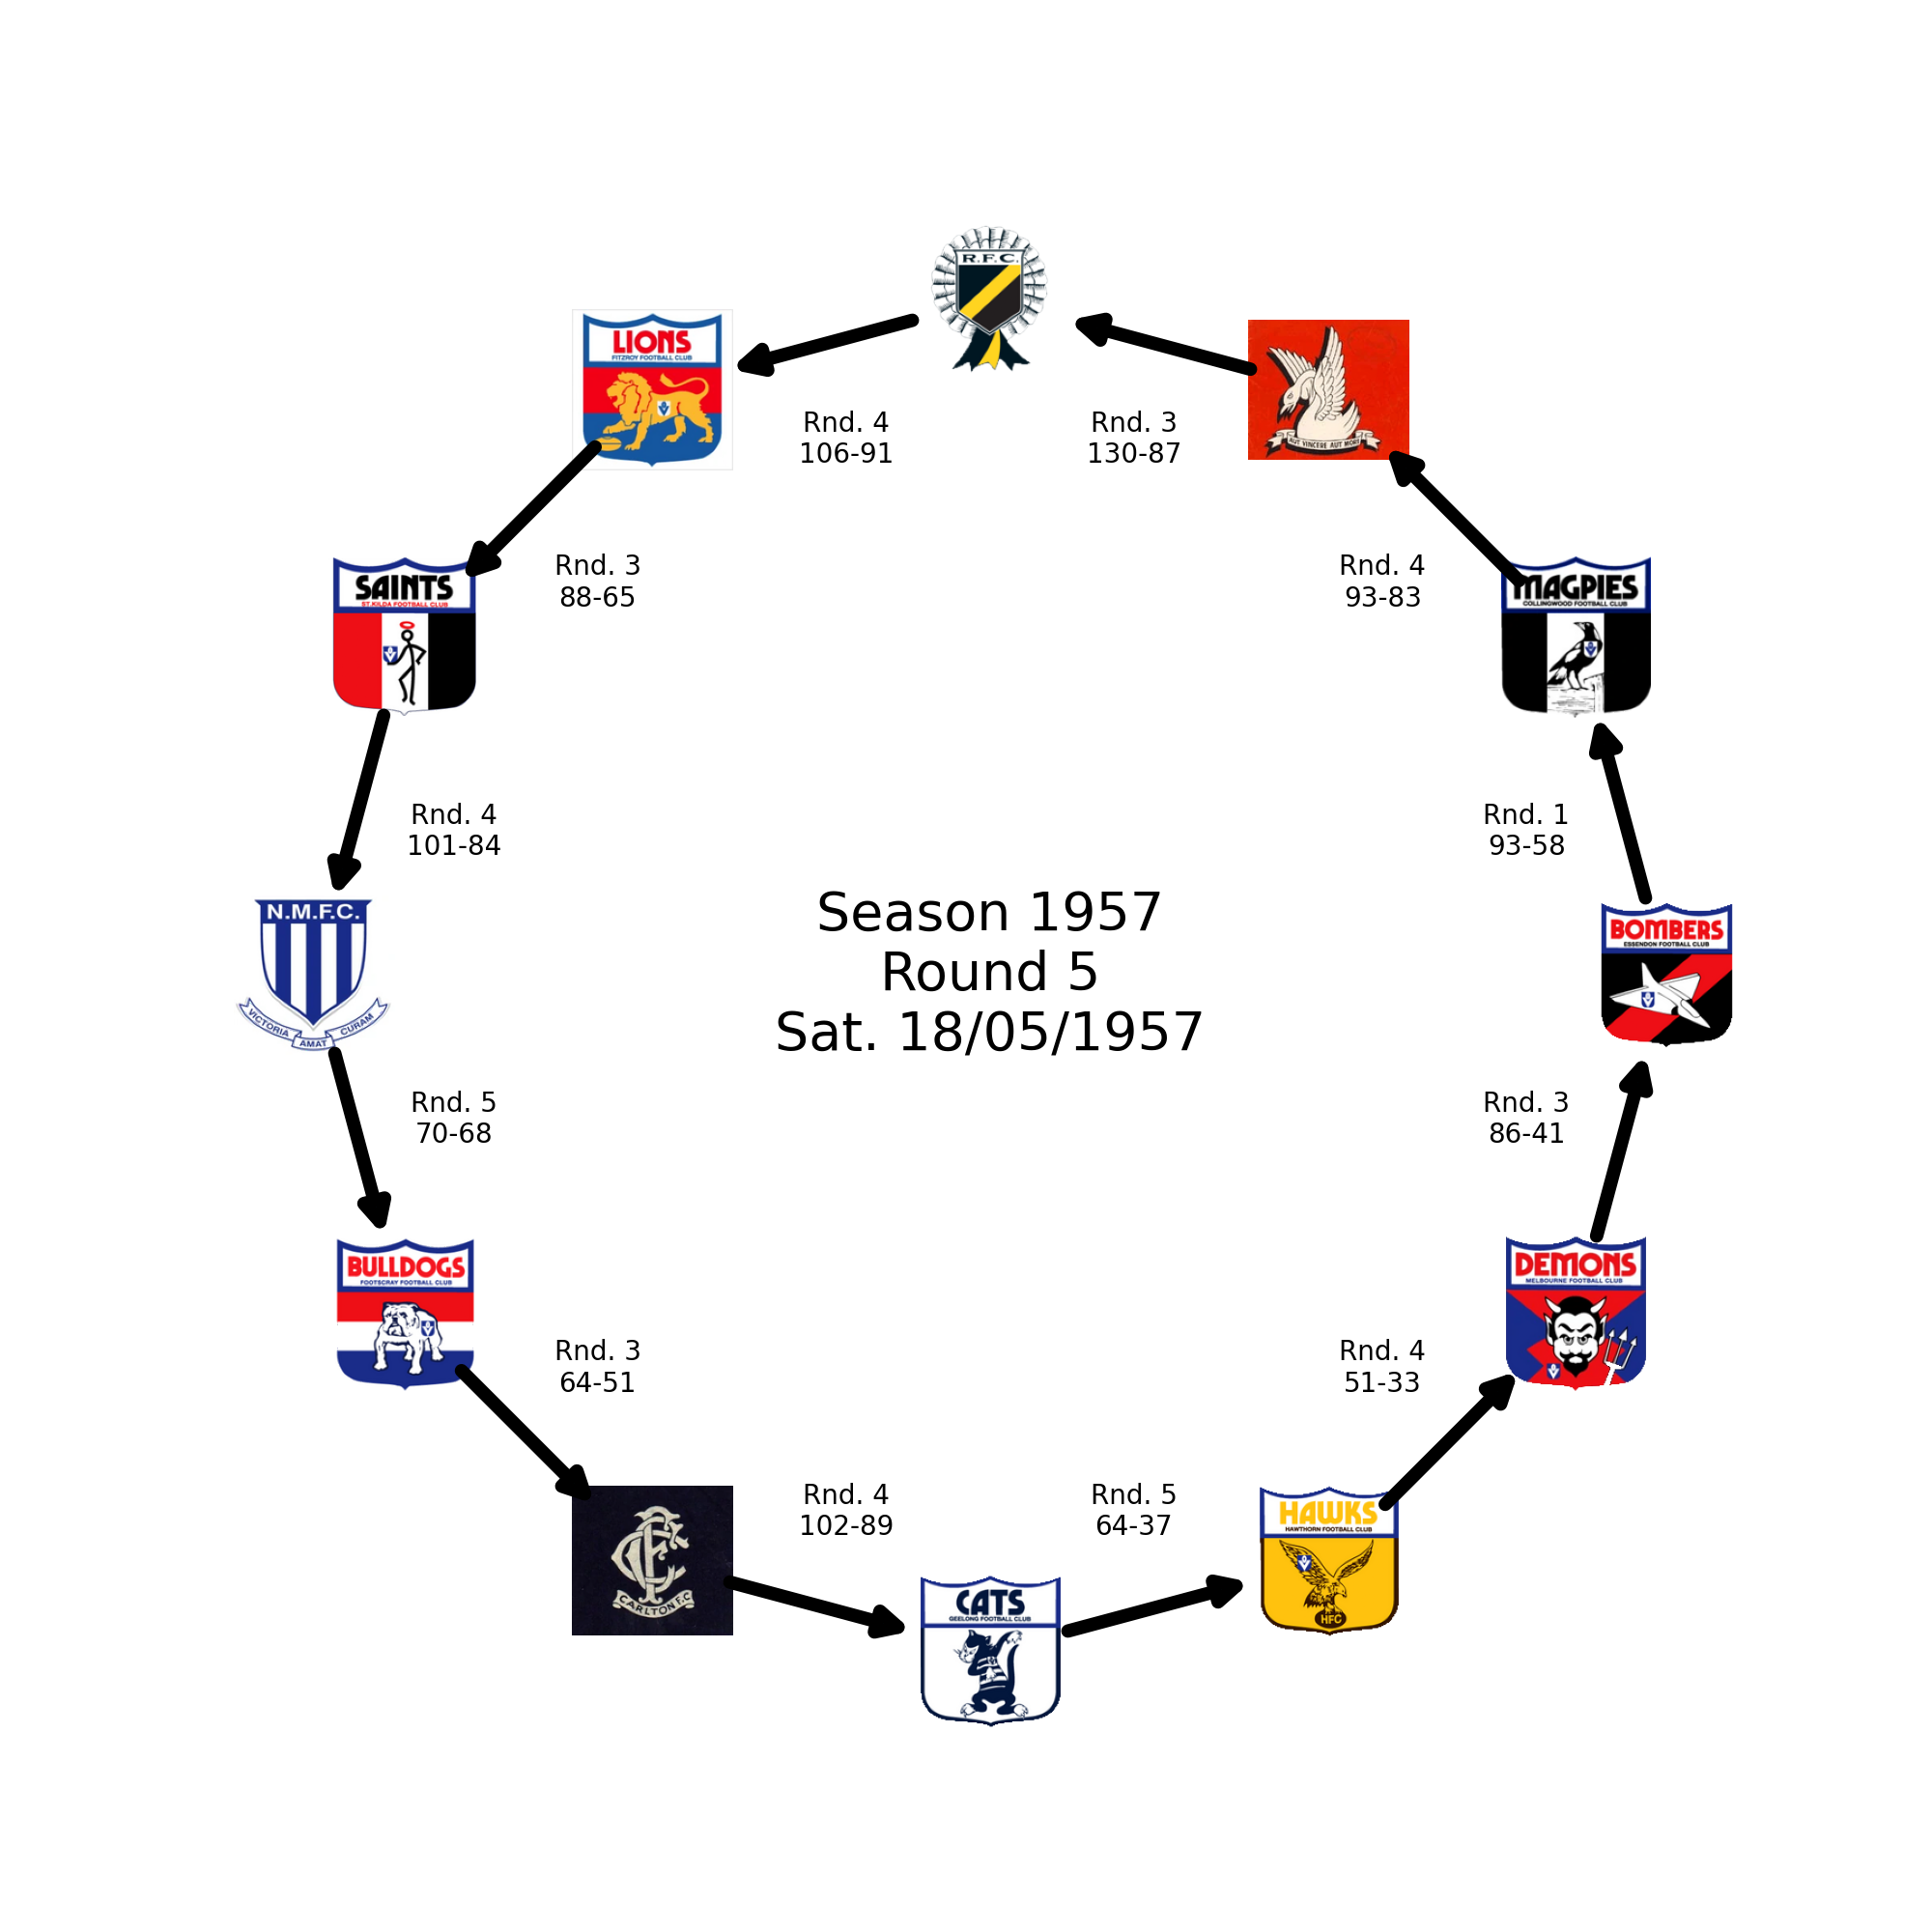 R.F.C.
LIONS
FITZROY FOOTBALL CLUB
AUT VINCERE AUT MORI
Rnd. 4
106-91
Rnd. 3
130-87
SAINTS
ST.KILDA FOOTBALL CLUB
Rnd. 3
88-65
Rnd. 4
93-83
MAGPIES
COLLINGWOOD FOOTBALL CLUB
Rnd. 4
101-84
Rnd. 1
93-58
N.M.F.C.
VICTORIA AMAT CURAM
Season 1957
Round 5
Sat. 18/05/1957
BOMBERS
ESSENDON FOOTBALL CLUB
Rnd. 5
70-68
Rnd. 3
86-41
BULLDOGS
FOOTSCRAY FOOTBALL CLUB
DEMONS
MELBOURNE FOOTBALL CLUB
Rnd. 3
64-51
Rnd. 4
51-33
Rnd. 4
102-89
Rnd. 5
64-37
CFC
CARLTON F.C
CATS
GEELONG FOOTBALL CLUB
HAWKS
HAWTHORN FOOTBALL CLUB
HFC